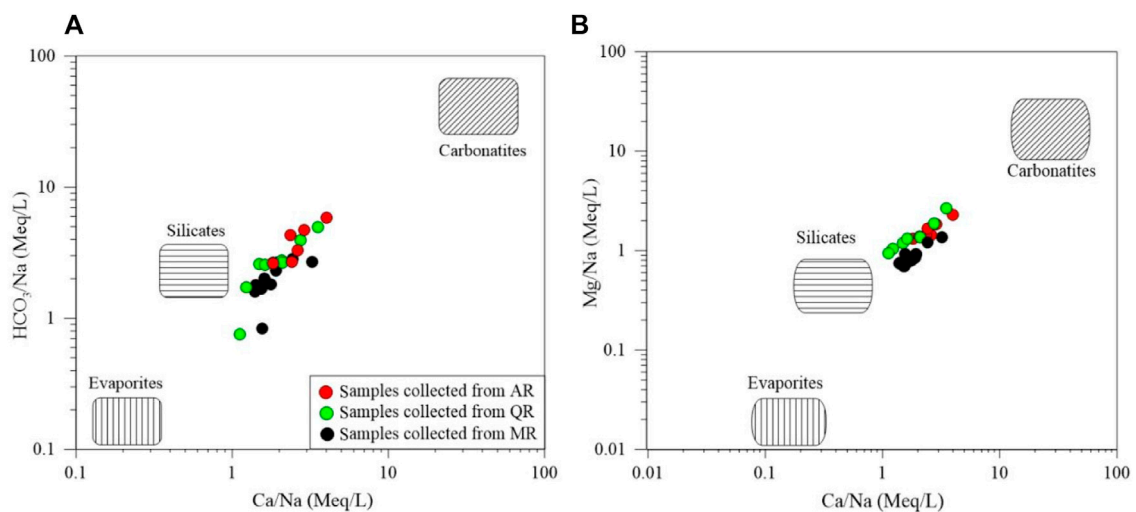 A
100
10
1
0.1
HCO3/Na (Meq/L)
Carbonatites
Silicates
Evaporites
Samples collected from AR
Samples collected from QR
Samples collected from MR
0.1
1
10
100
Ca/Na (Meq/L)
B
100
10
1
0.1
0.01
Mg/Na (Meq/L)
Carbonatites
Silicates
Evaporites
0.01
0.1
1
10
100
Ca/Na (Meq/L)